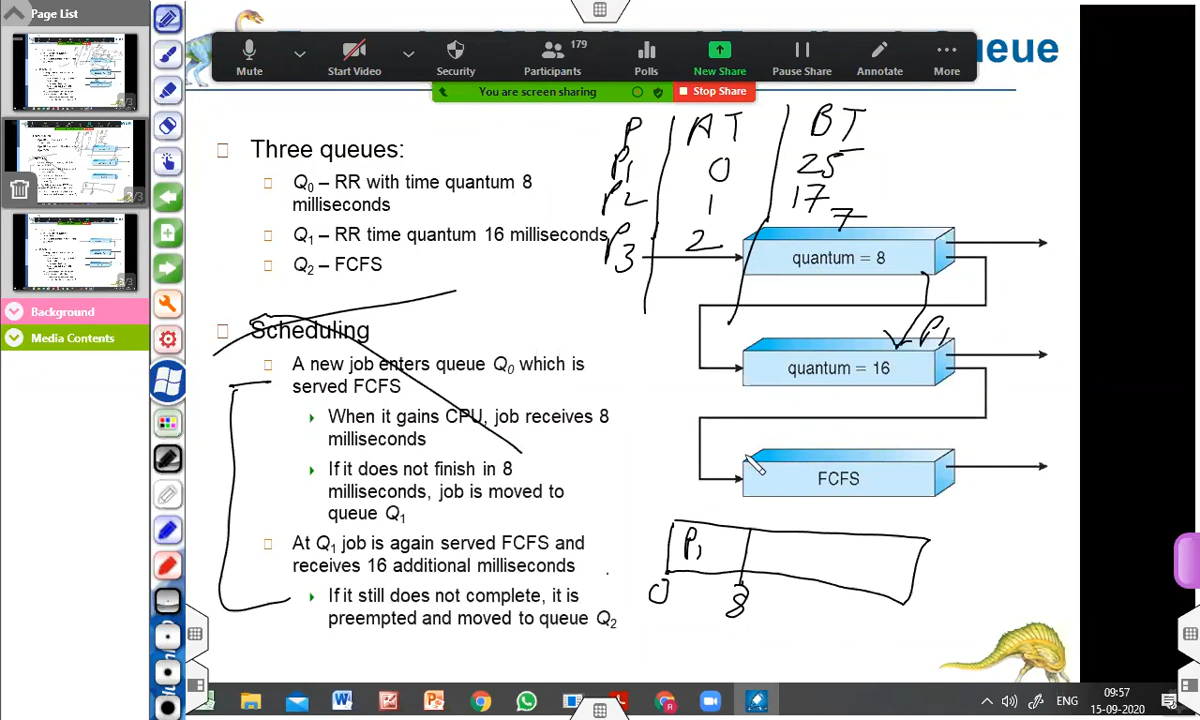 Page List
Mute
Start Video
Security
179
Participants
Polls
New Share
Pause Share
Annotate
More
You are screen sharing
Stop Share
ueue
2/3
Background
Media Contents
Three queues:
Q0 – RR with time quantum 8
milliseconds
Q1 – RR time quantum 16 milliseconds
Q2 – FCFS
Scheduling
A new job enters queue Q0 which is
served FCFS
When it gains CPU, job receives 8
milliseconds
If it does not finish in 8
milliseconds, job is moved to
queue Q1
At Q1 job is again served FCFS and
receives 16 additional milliseconds
If still does not complete, it is
preempted and moved to queue Q2
P AT BT
P1 0 25
P2 1 17
P3 2 7
quantum = 8
P1
quantum = 16
FCFS
P1
0 8
ENG
09:57
15-09-2020